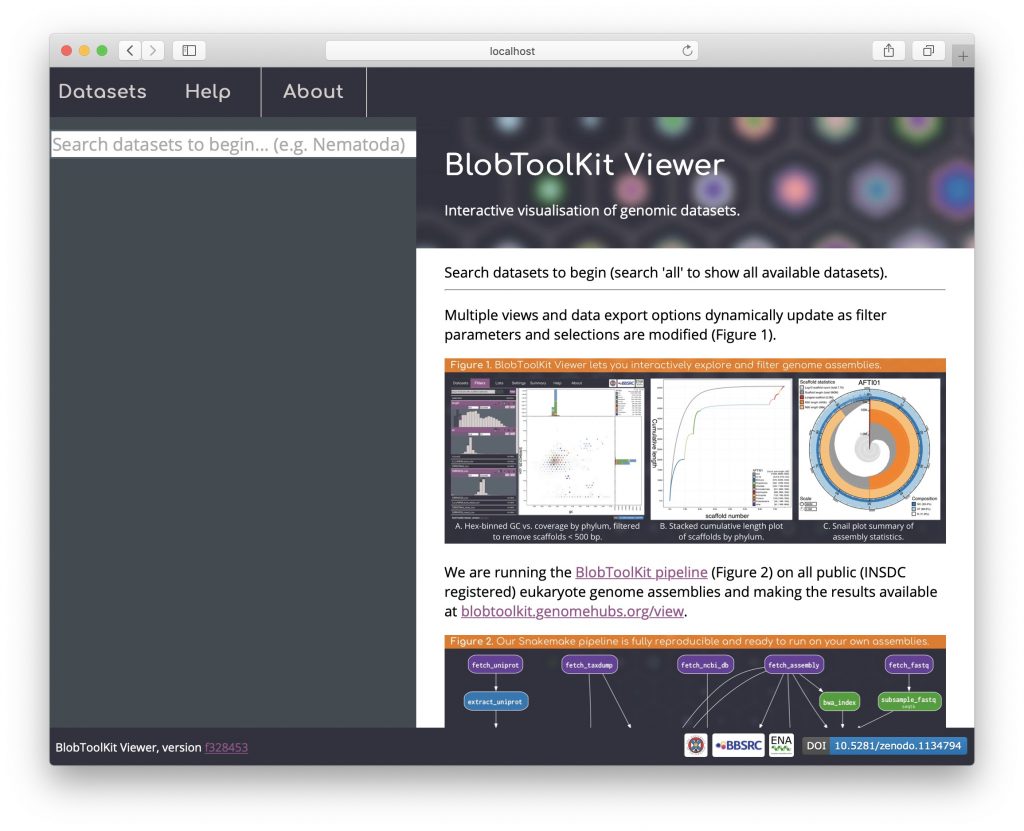 localhost
Datasets Help About
Search datasets to begin... (e.g. Nematoda)
BlobToolKit Viewer
Interactive visualisation of genomic datasets.
Search datasets to begin (search 'all' to show all available datasets).
Multiple views and data export options dynamically update as filter
parameters and selections are modified (Figure 1).
Figure 1. BlobToolKit Viewer lets you interactively explore and filter genome assemblies.
Datasets Filters Lists Settings Summary Help About
BBSRC
Cumulative length
scaffold number
Scaffold statistics
AFTI01
Scale
Composition
A. Hex-binned GC vs. coverage by phylum, filtered
to remove scaffolds < 500 bp.
B. Stacked cumulative length plot
of scaffolds by phylum.
C. Snail plot summary of
assembly statistics.
We are running the BlobToolKit pipeline (Figure 2) on all public (INSDC
registered) eukaryote genome assemblies and making the results available
at blobtoolkit.genomehubs.org/view.
Figure 2. Our Snakemake pipeline is fully reproducible and ready to run on your own assemblies.
fetch_uniprot fetch_taxdump fetch_ncbi_db fetch_assembly fetch_fastq
extract_uniprot bwa_index subsample_fastq
seqtk
BlobToolKit Viewer, version f328453
BBSRC ENA DOI 10.5281/zenodo.1134794